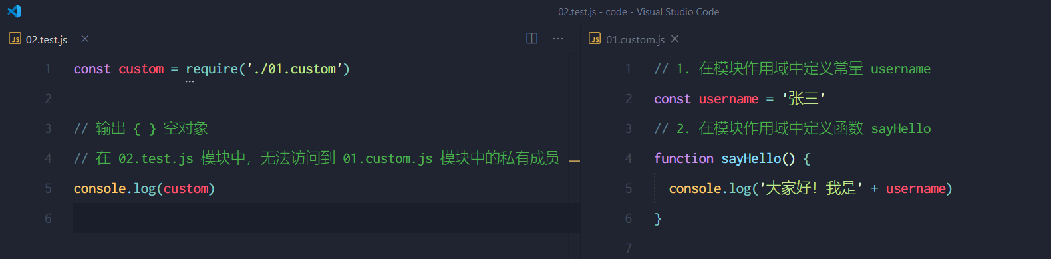 02.test.js - code - Visual Studio Code
JS 02.test.js ×
1 const custom = require('./01.custom')
2
3 // 输出 { } 空对象
4 // 在 02.test.js 模块中，无法访问到 01.custom.js 模块中的私有成员
5 console.log(custom)
6
JS 01.custom.js ×
1 // 1. 在模块作用域中定义常量 username
2 const username = '张三'
3 // 2. 在模块作用域中定义函数 sayHello
4 function sayHello() {
5 console.log('大家好！我是' + username)
6 }
7